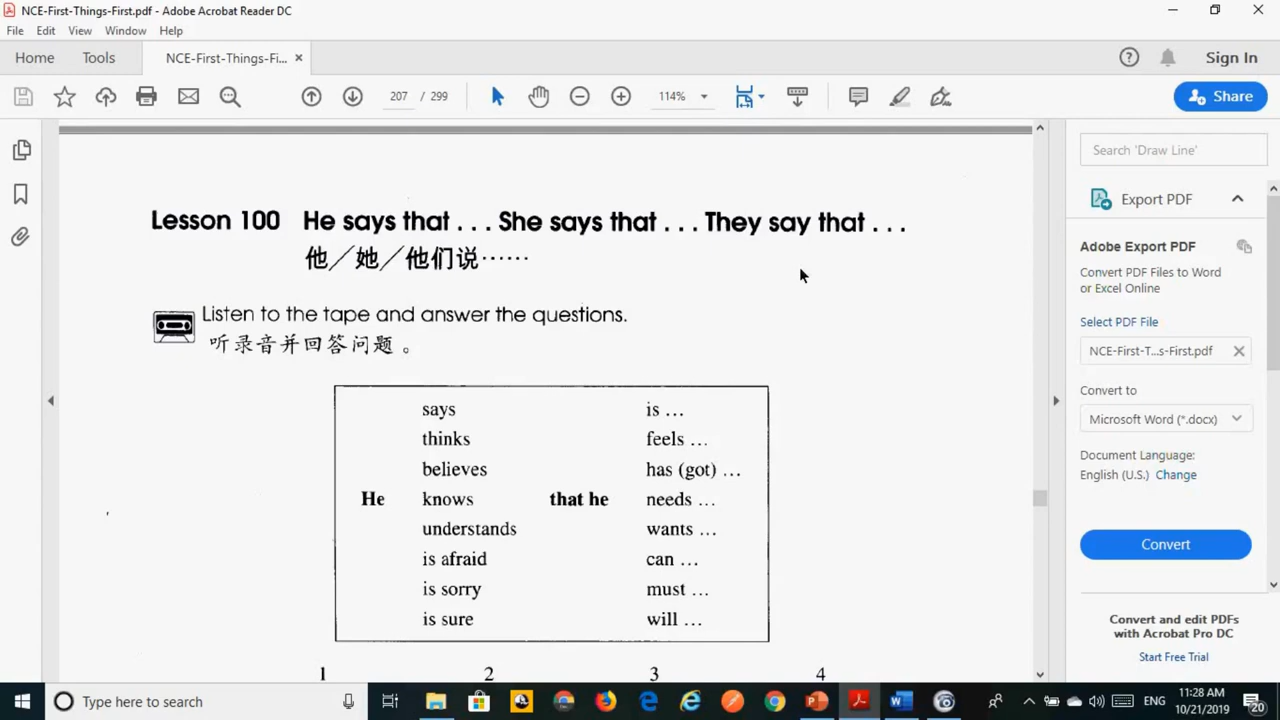 NCE-First-Things-First.pdf - Adobe Acrobat Reader DC
File Edit View Window Help
Home Tools NCE-First-Things-Fi... × Sign In
207 / 299 114% Share
Search 'Draw Line'
Export PDF
Adobe Export PDF
Convert PDF Files to Word
or Excel Online
Select PDF File
NCE-First-T...s-First.pdf
Convert to
Microsoft Word (*.docx)
Document Language:
English (U.S.) Change
Convert
Convert and edit PDFs
with Acrobat Pro DC
Start Free Trial
Lesson 100 He says that . . . She says that . . . They say that . . .
他／她／他们说……
Listen to the tape and answer the questions.
听录音并回答问题。
says is ...
thinks feels ...
believes has (got) ...
He knows that he needs ...
understands wants ...
is afraid can ...
is sorry must ...
is sure will ...
1 2 3 4
Type here to search
ENG
11:28 AM
10/21/2019
20